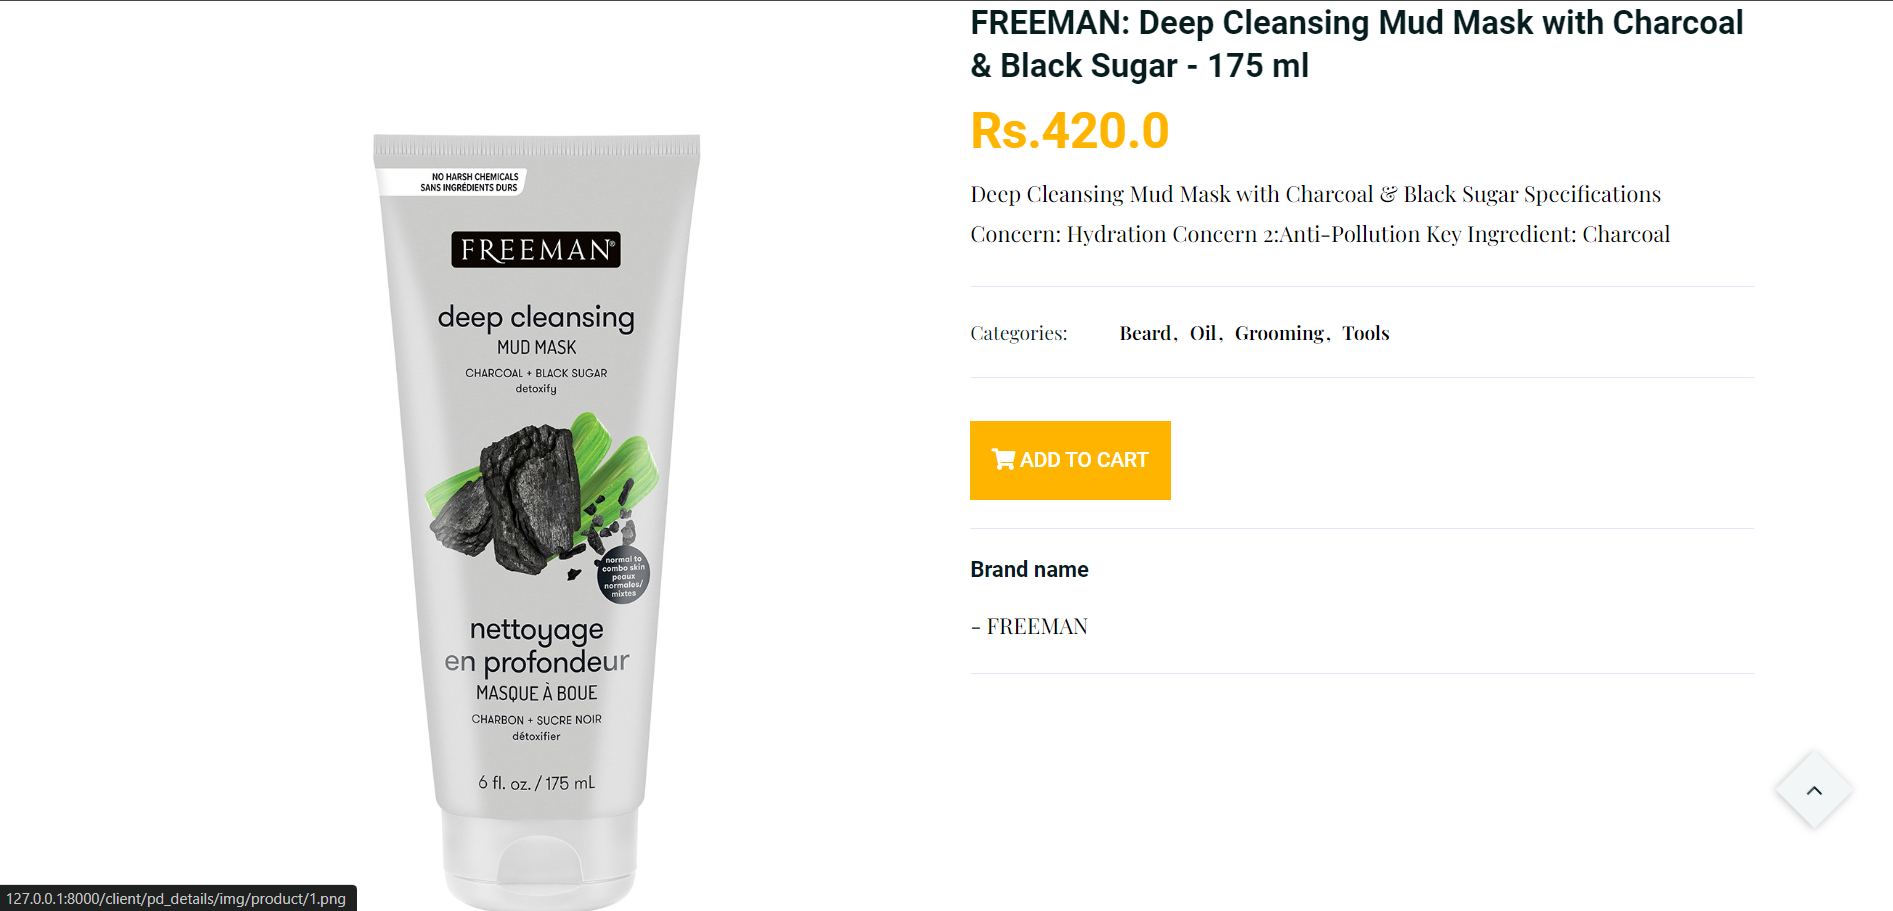 FREEMAN: Deep Cleansing Mud Mask with Charcoal
& Black Sugar - 175 ml
Rs.420.0
Deep Cleansing Mud Mask with Charcoal & Black Sugar Specifications
Concern: Hydration Concern 2:Anti-Pollution Key Ingredient: Charcoal
Categories: Beard, Oil, Grooming, Tools
ADD TO CART
Brand name
- FREEMAN
NO HARSH CHEMICALS
SANS INGRÉDIENTS DURS
FREEMAN®
deep cleansing
MUD MASK
CHARCOAL + BLACK SUGAR
detoxify
normal to
combo skin
peaux
normales/
mixtes
nettoyage
en profondeur
MASQUE À BOUE
CHARBON + SUCRE NOIR
détoxifier
6 fl. oz. / 175 mL
127.0.0.1:8000/client/pd_details/img/product/1.png